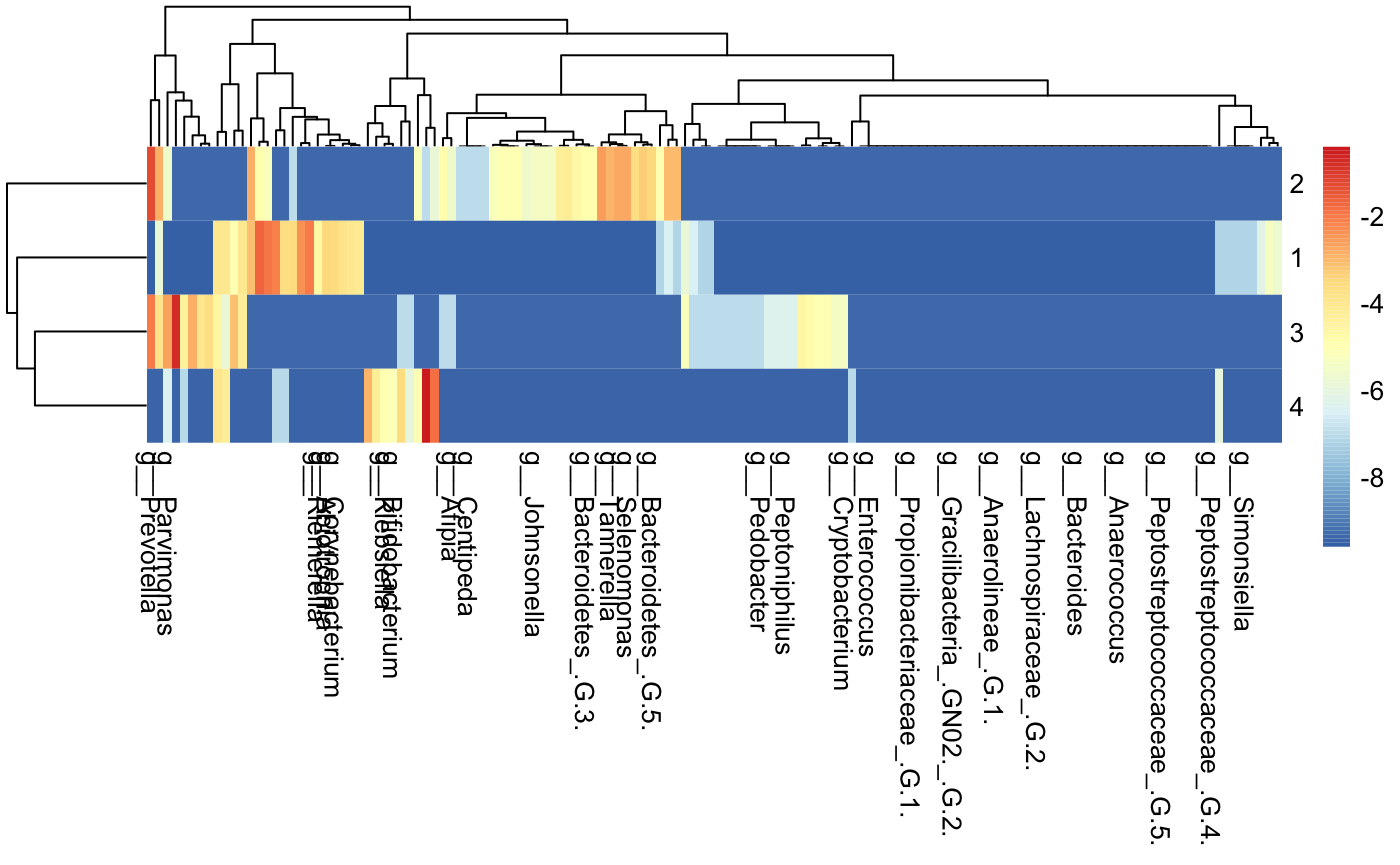 2
1
3
4
-2
-4
-6
-8
g__Prevotella
g__Parvimonas
g__Kleinerella
g__Corynebacterium
g__Klebsiella
g__Bifidobacterium
g__Afipia
g__Centipeda
g__Johnsonella
g__Bacteroidetes_.G.3.
g__Tannerella
g__Selenomonas
g__Bacteroidetes_.G.5.
g__Pedobacter
g__Peptoniphilus
g__Cryptobacterium
g__Enterococcus
g__Propionibacteriaceae_.G.1.
g__Gracilibacteria_.GN02._.G.2.
g__Anaerolineae_.G.1.
g__Lachnospiraceae_.G.2.
g__Bacteroides
g__Anaerococcus
g__Peptostreptococcaceae_.G.5.
g__Peptostreptococcaceae_.G.4.
g__Simonsiella